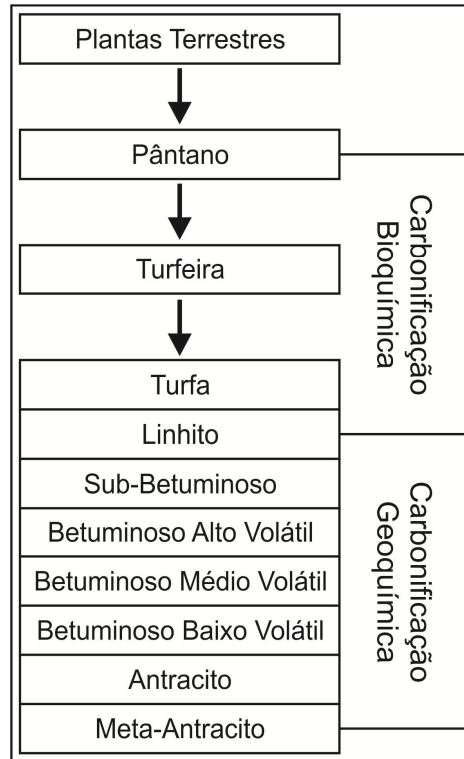 Plantas Terrestres
Pântano
Turfeira
Turfa
Linhito
Sub-Betuminoso
Betuminoso Alto Volátil
Betuminoso Médio Volátil
Betuminoso Baixo Volátil
Antracito
Meta-Antracito
Carbonificação
Bioquímica
Carbonificação
Geoquímica